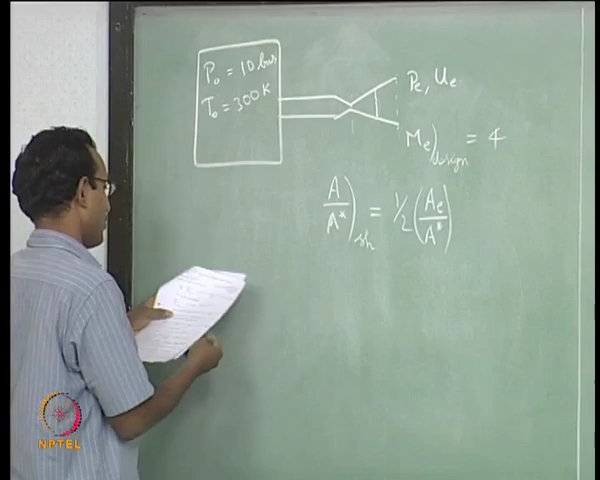 P₀ = 10 bar
T₀ = 300 K
Pe, Ue
Me)design = 4
A/A*)sh = 1/2 (Ae/A*)
NPTEL